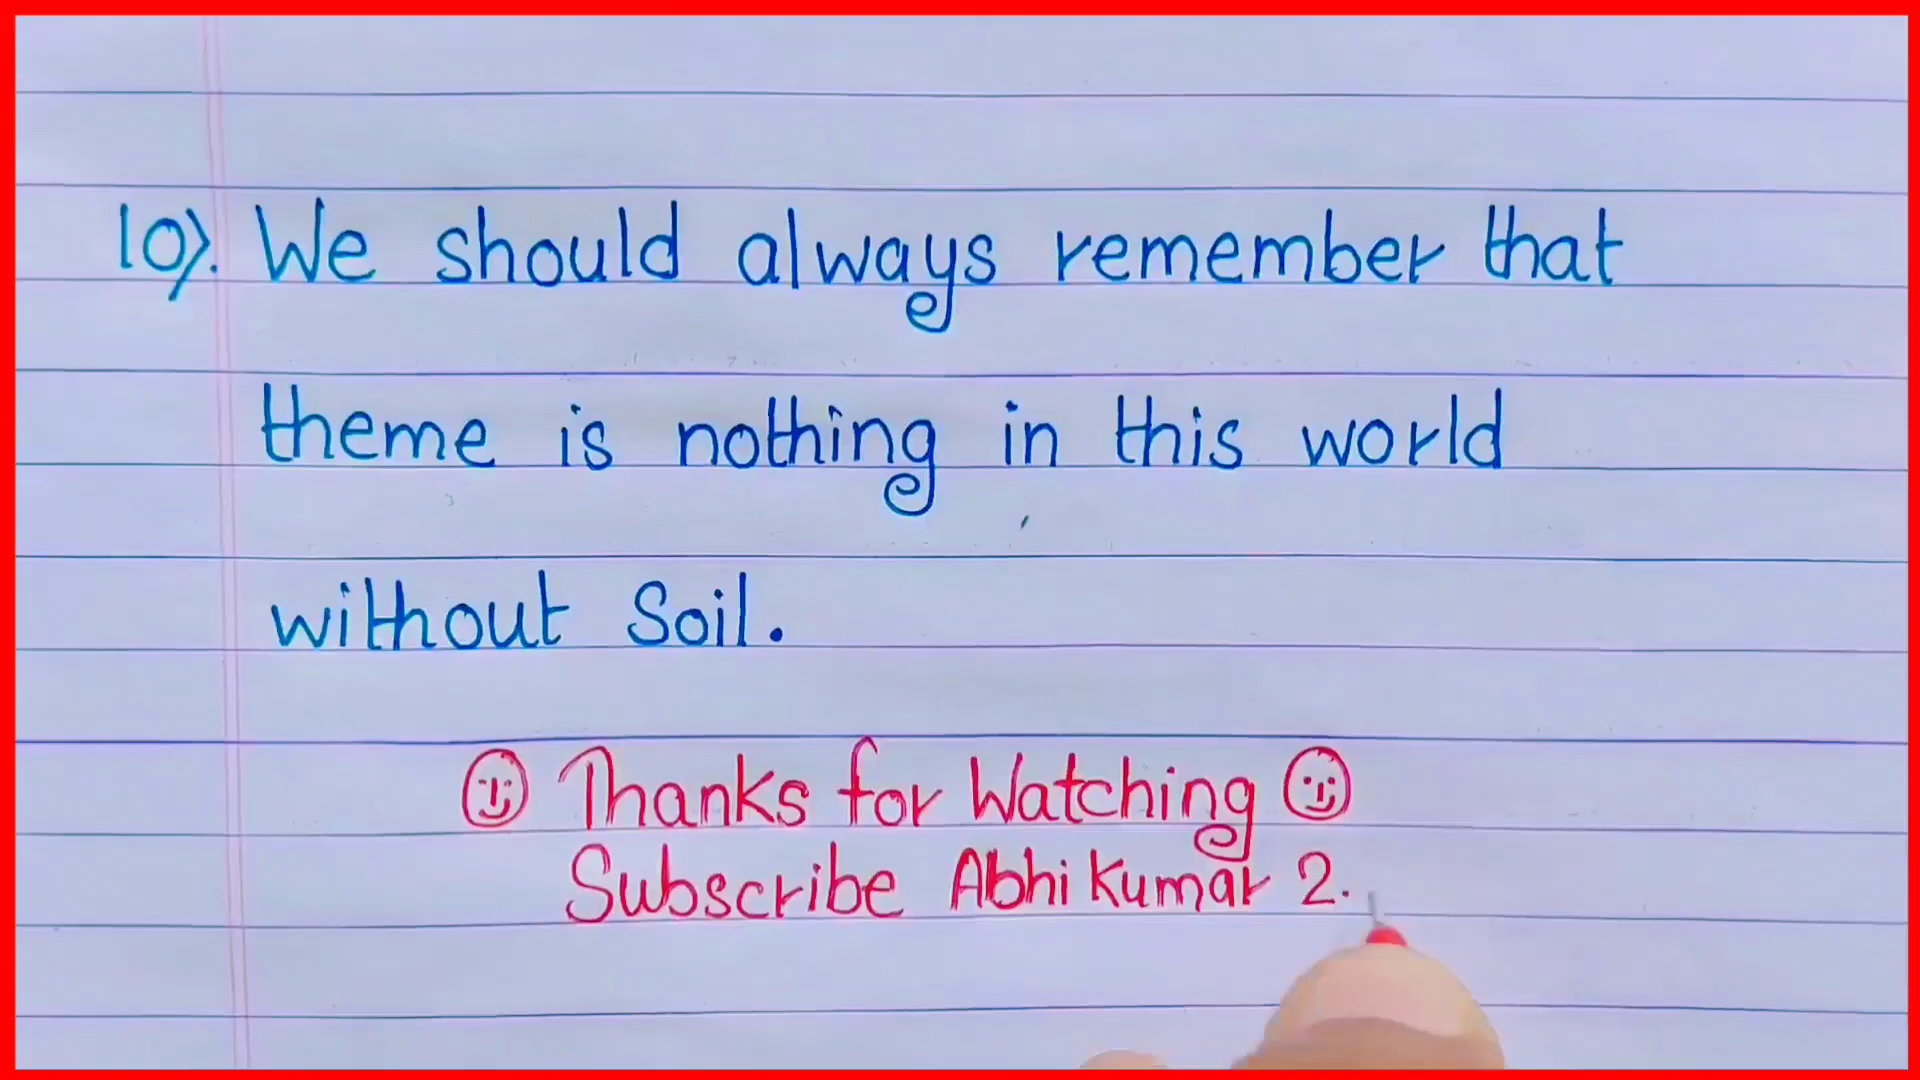 10). We should always remember that
theme is nothing in this world
without Soil.
Thanks for Watching
Subscribe Abhi Kumar 2.